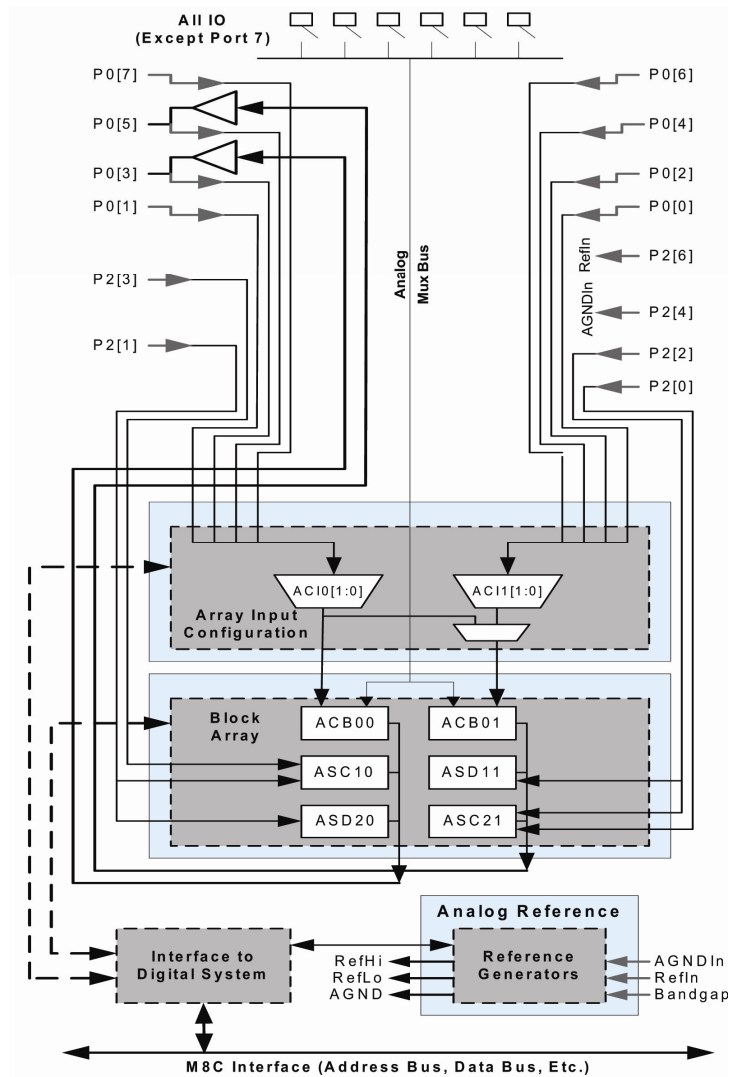 All IO
(Except Port 7)
P0[7]
P0[5]
P0[3]
P0[1]
P2[3]
P2[1]
P0[6]
P0[4]
P0[2]
P0[0]
P2[6]
P2[4]
P2[2]
P2[0]
RefIn
AGNDIn
Analog
Mux Bus
ACI0[1:0]
ACI1[1:0]
Array Input
Configuration
Block
Array
ACB00
ACB01
ASC10
ASD11
ASD20
ASC21
Analog Reference
Interface to
Digital System
RefHi
RefLo
AGND
Reference
Generators
AGNDIn
RefIn
Bandgap
M8C Interface (Address Bus, Data Bus, Etc.)